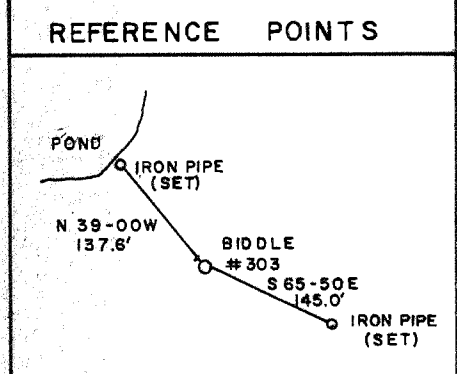 REFERENCE POINTS
POND
IRON PIPE
(SET)
N 39-00W
137.6'
BIDDLE
#303
S 65-50E
145.0'
IRON PIPE
(SET)